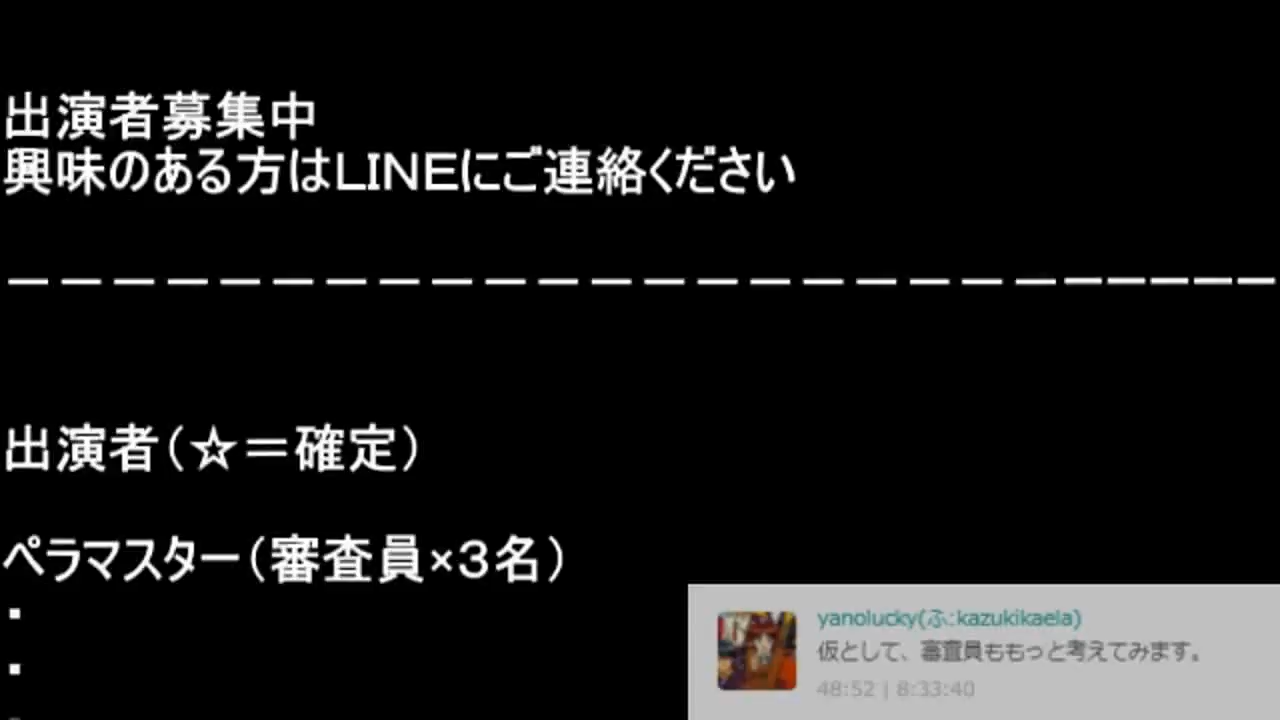 出演者募集中
興味のある方はLINEにご連絡ください
ーーーーーーーーーーーーーーーーーーーーーーーーー
出演者(☆=確定)
ペラマスター(審査員×3名)
・
・
yanolucky(ふ:kazukikaela)
仮として、審査員ももっと考えてみます。
48:52 | 8:33:40